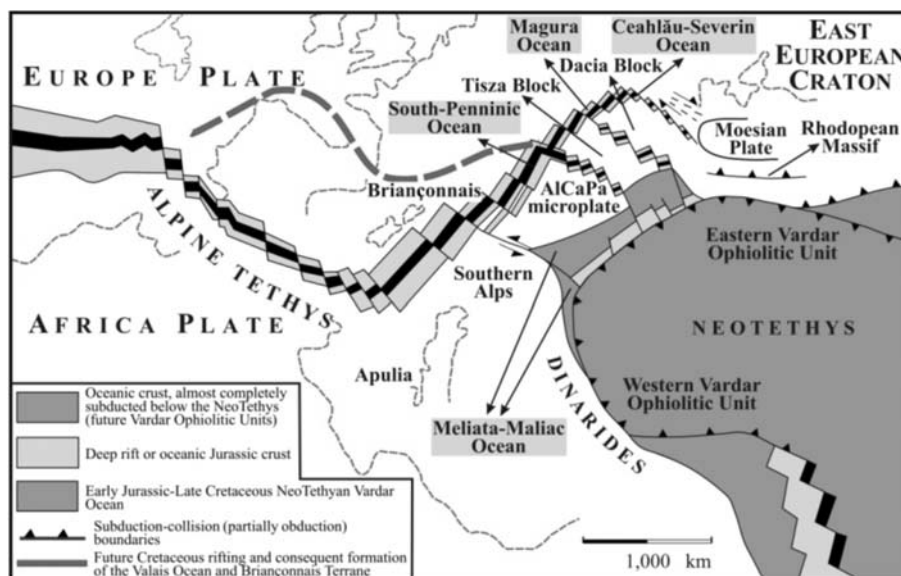 EUROPE PLATE
Magura
Ocean
Ceahlău-Severin
Ocean
EAST
EUROPEAN
CRATON
Dacia Block
Tisza Block
South-Penninic
Ocean
Moesian
Plate
Rhodopean
Massif
Briançonnais
AlCaPa
microplate
ALPINE TETHYS
Southern
Alps
Eastern Vardar
Ophiolitic Unit
AFRICA PLATE
NEOTETHYS
Apulia
DINARIDES
Western Vardar
Ophiolitic Unit
Meliata-Maliac
Ocean
Oceanic crust, almost completely
subducted below the NeoTethys
(future Vardar Ophiolitic Units)
Deep rift or oceanic Jurassic crust
Early Jurassic-Late Cretaceous NeoTethyan Vardar
Ocean
Subduction-collision (partially obduction)
boundaries
Future Cretaceous rifting and consequent formation
of the Valais Ocean and Briançonnais Terrane
1,000 km